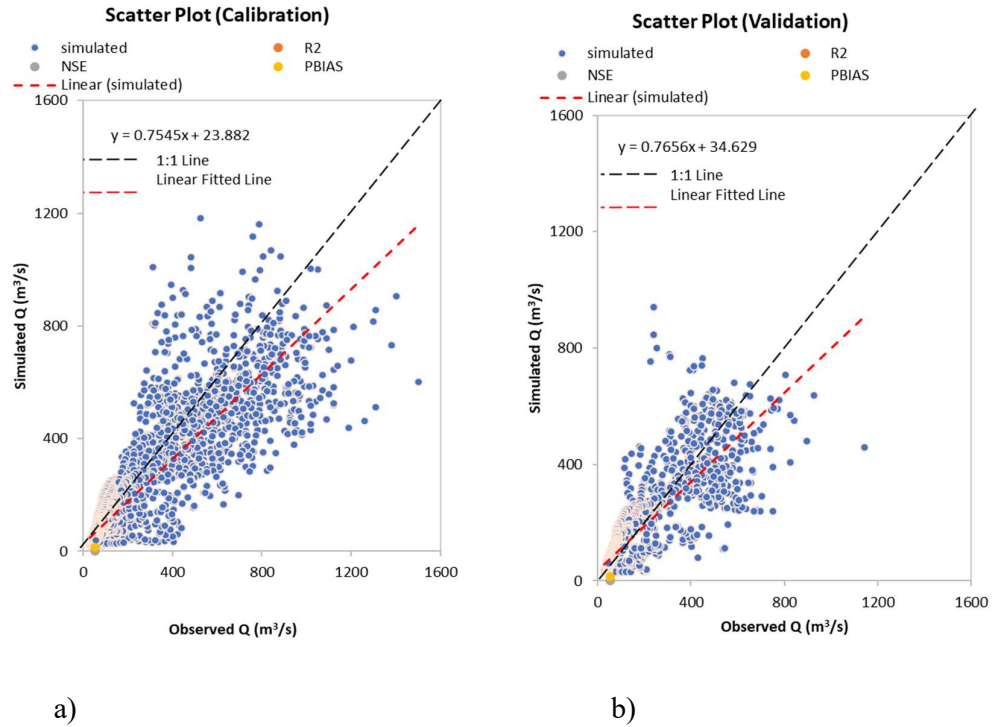 Scatter Plot (Calibration)
simulated
R2
NSE
PBIAS
Linear (simulated)
1600
1200
800
400
0
y = 0.7545x + 23.882
1:1 Line
Linear Fitted Line
Simulated Q (m³/s)
0 400 800 1200 1600
Observed Q (m³/s)
a)
Scatter Plot (Validation)
simulated
R2
NSE
PBIAS
Linear (simulated)
1600
1200
800
400
0
y = 0.7656x + 34.629
1:1 Line
Linear Fitted Line
Simulated Q (m³/s)
0 400 800 1200 1600
Observed Q (m³/s)
b)